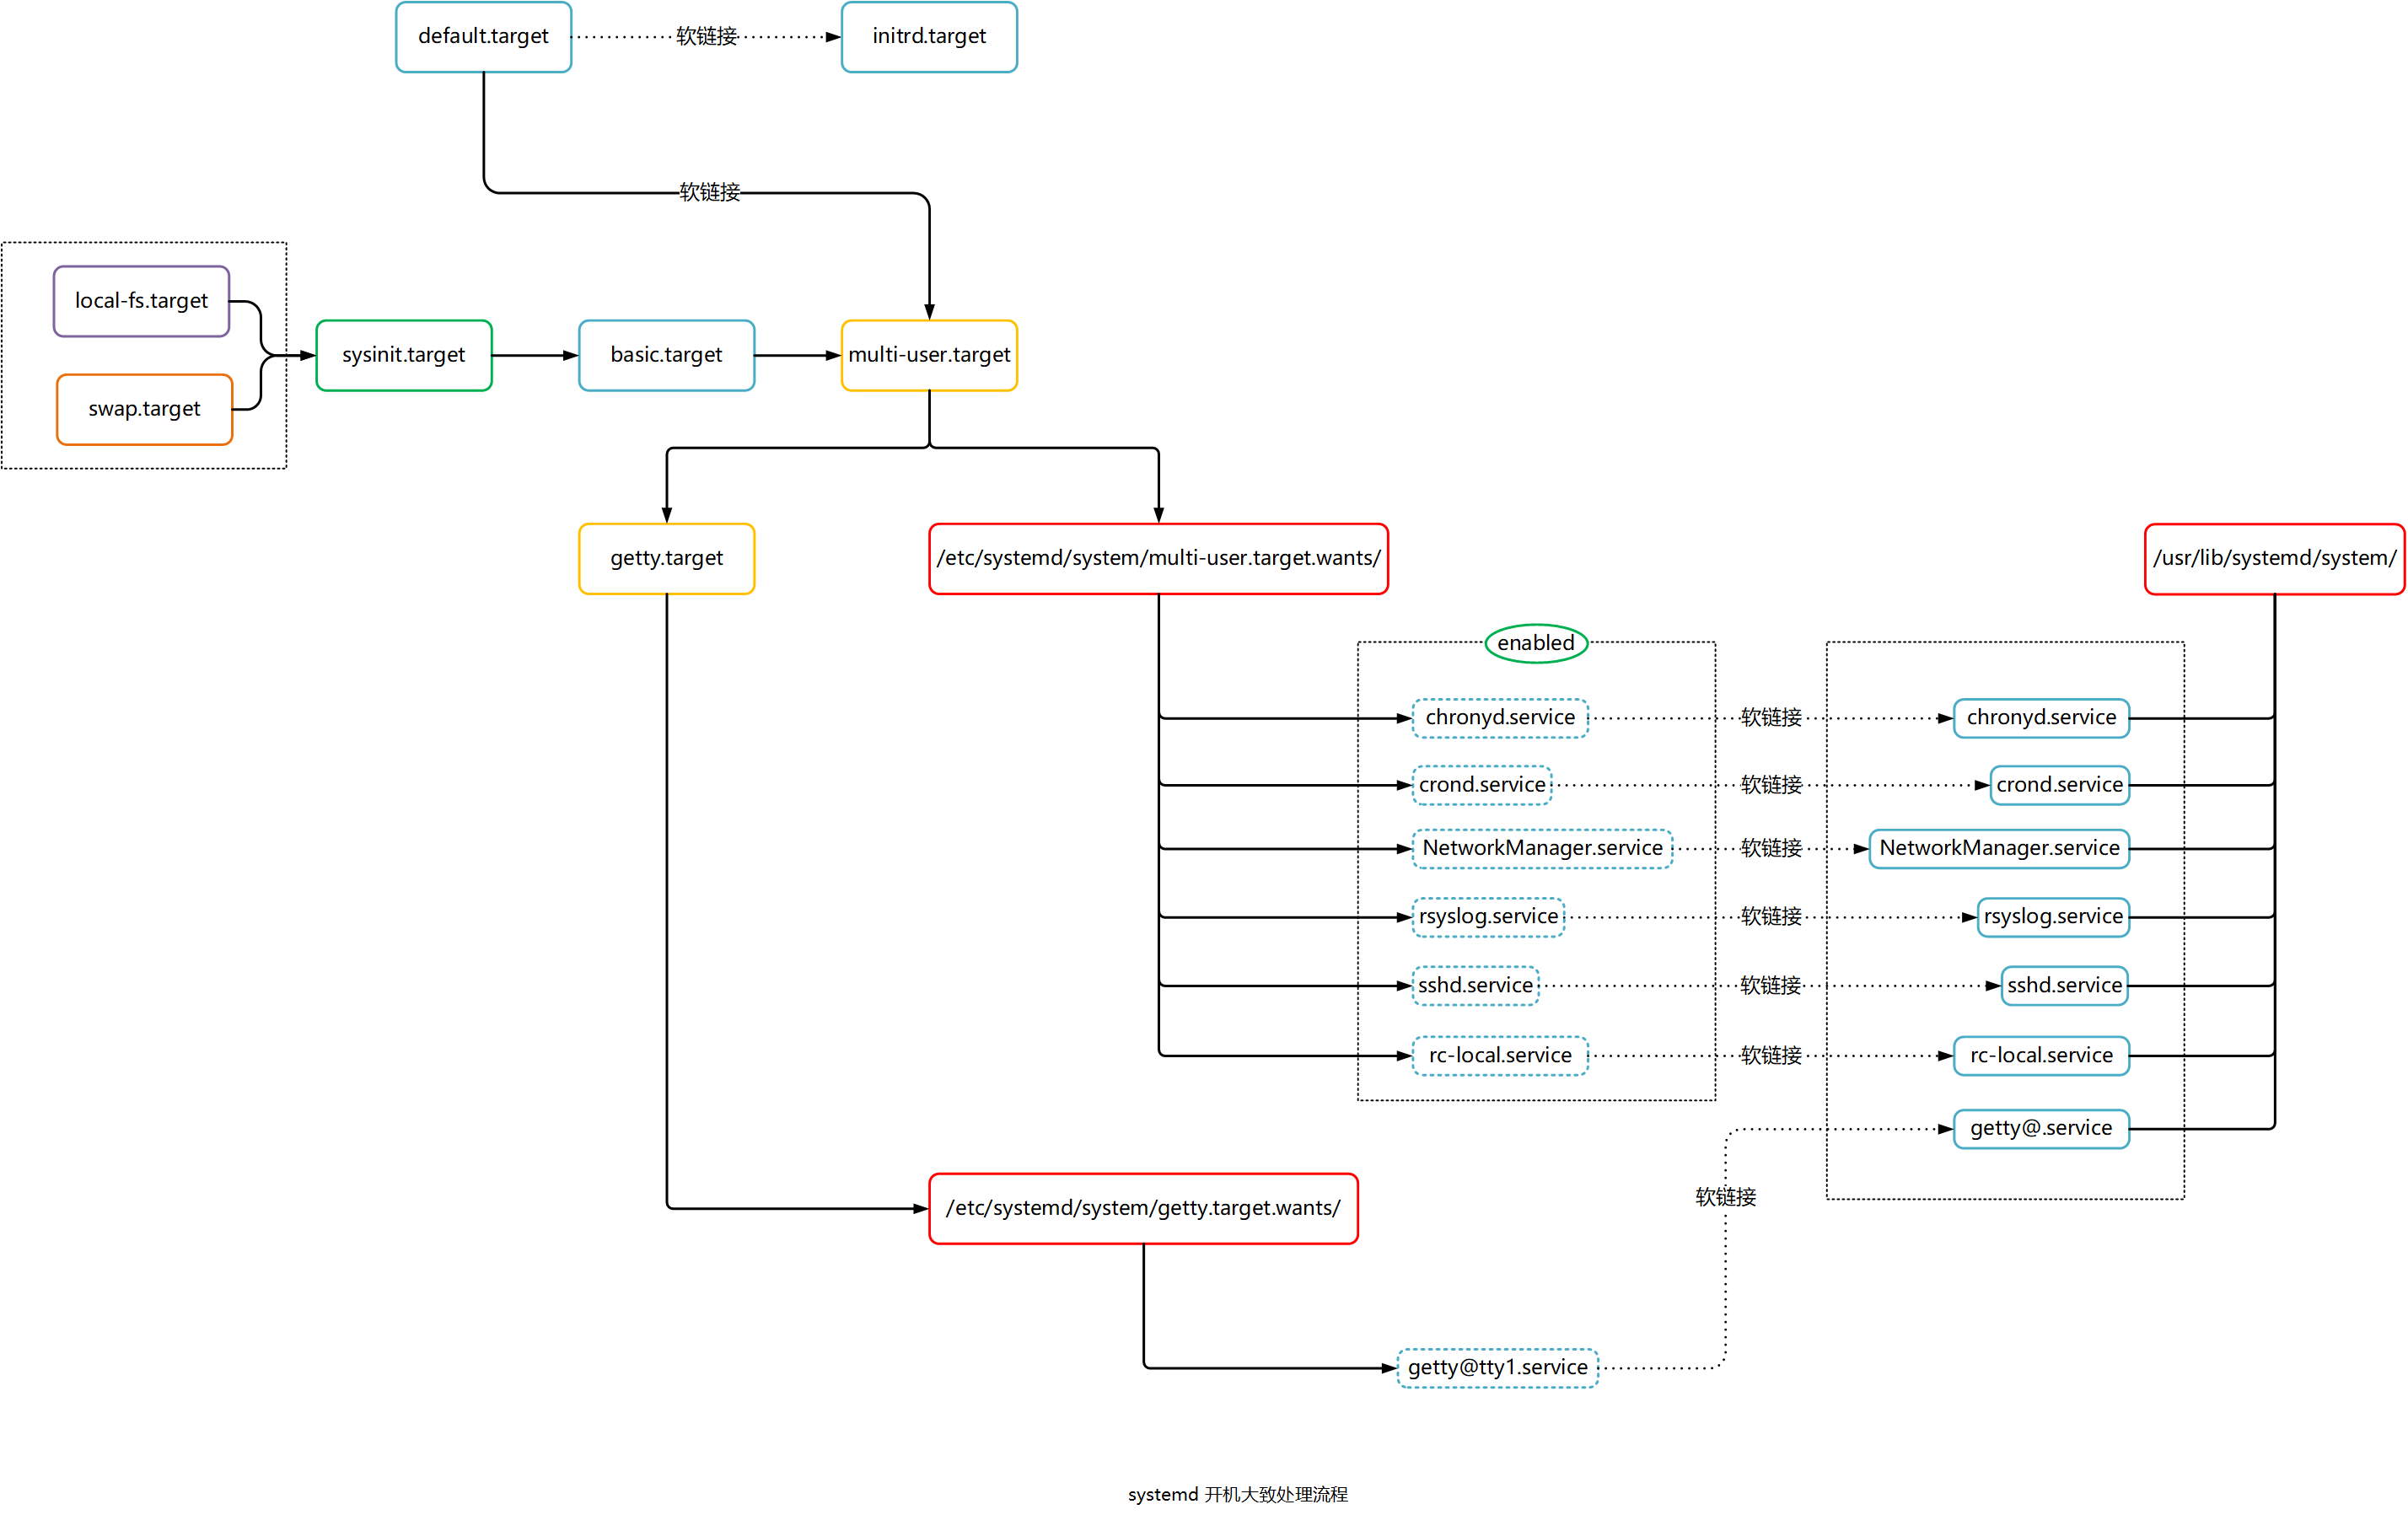 default.target
软链接
initrd.target
软链接
local-fs.target
swap.target
sysinit.target
basic.target
multi-user.target
getty.target
/etc/systemd/system/multi-user.target.wants/
/usr/lib/systemd/system/
enabled
chronyd.service
软链接
chronyd.service
crond.service
软链接
crond.service
NetworkManager.service
软链接
NetworkManager.service
rsyslog.service
软链接
rsyslog.service
sshd.service
软链接
sshd.service
rc-local.service
软链接
rc-local.service
getty@.service
软链接
/etc/systemd/system/getty.target.wants/
getty@tty1.service
systemd 开机大致处理流程